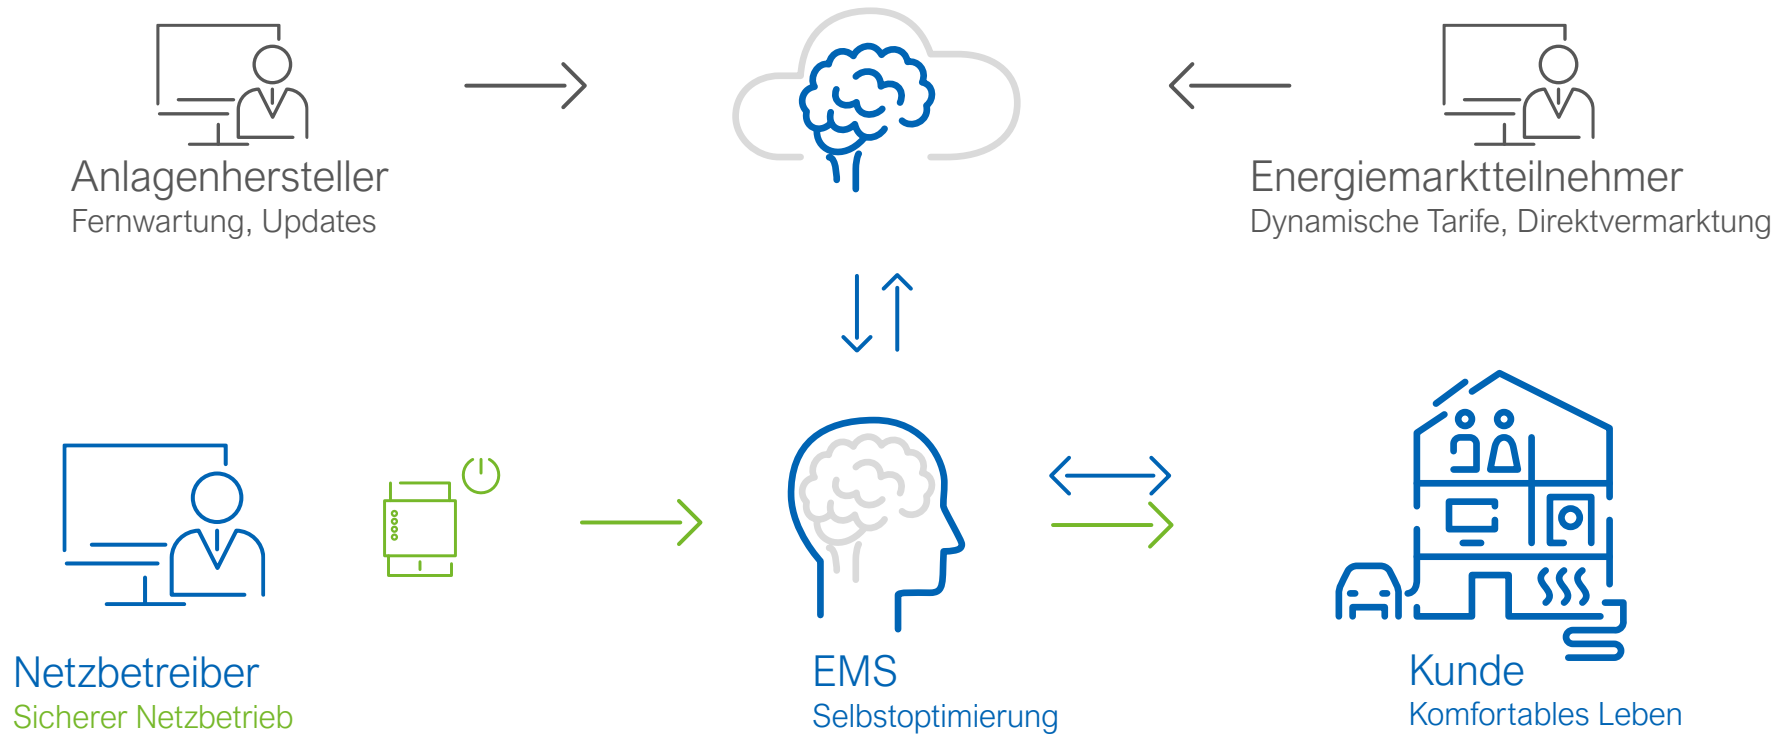 Anlagenhersteller
Fernwartung, Updates
Energiemarktteilnehmer
Dynamische Tarife, Direktvermarktung
Netzbetreiber
Sicherer Netzbetrieb
EMS
Selbstoptimierung
Kunde
Komfortables Leben